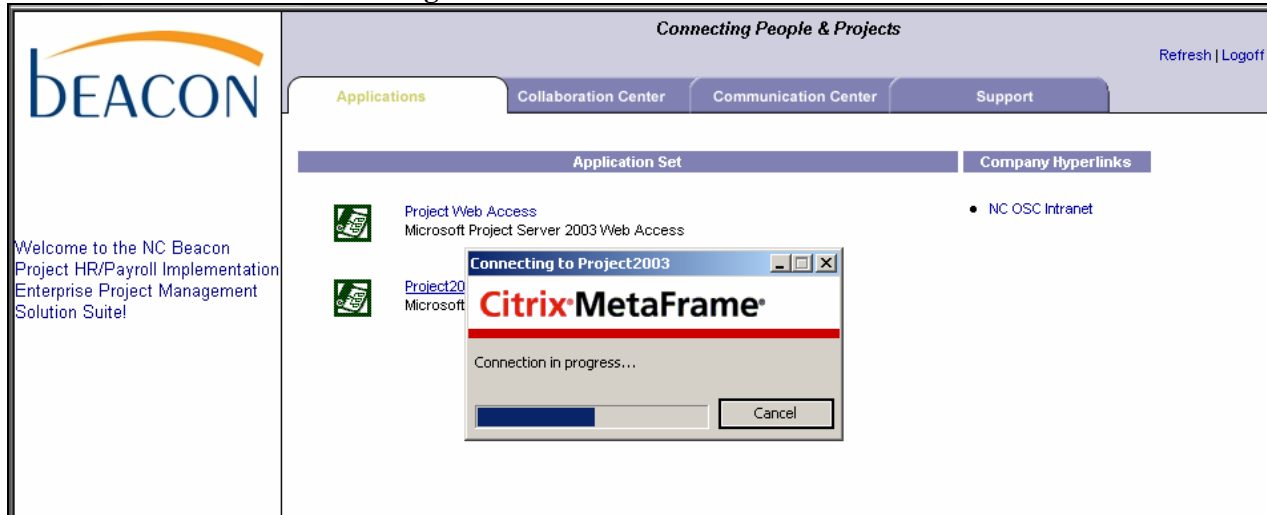 Connecting People & Projects
Refresh | Logoff
bEACON
Applications
Collaboration Center
Communication Center
Support
Application Set
Company Hyperlinks
Project Web Access
Microsoft Project Server 2003 Web Access
• NC OSC Intranet
Welcome to the NC Beacon
Project HR/Payroll Implementation
Enterprise Project Management
Solution Suite!
Project20
Microsoft
Connecting to Project2003
Citrix MetaFrame
Connection in progress...
Cancel